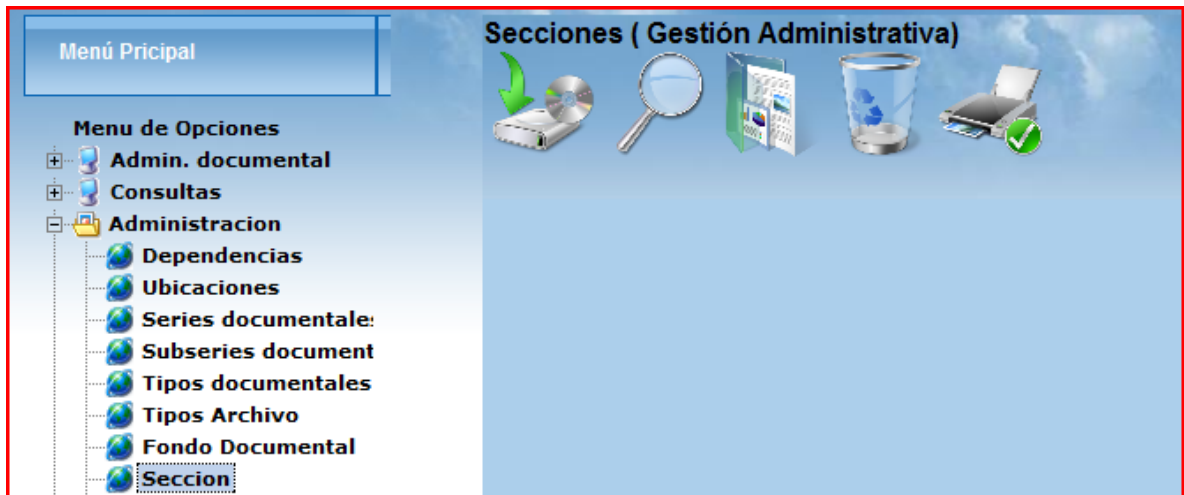 Menú Pricipal
Secciones ( Gestión Administrativa)
Menu de Opciones
Admin. documental
Consultas
Administracion
Dependencias
Ubicaciones
Series documentales
Subseries document
Tipos documentales
Tipos Archivo
Fondo Documental
Seccion